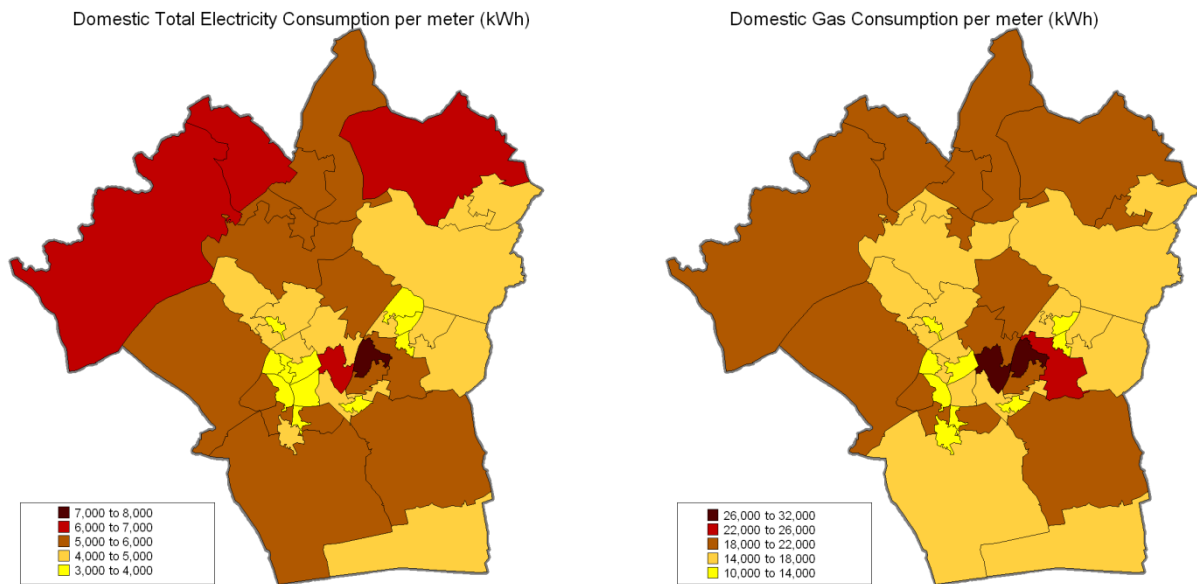 Domestic Total Electricity Consumption per meter (kWh)
Domestic Gas Consumption per meter (kWh)
7,000 to 8,000
6,000 to 7,000
5,000 to 6,000
4,000 to 5,000
3,000 to 4,000
26,000 to 32,000
22,000 to 26,000
18,000 to 22,000
14,000 to 18,000
10,000 to 14,000